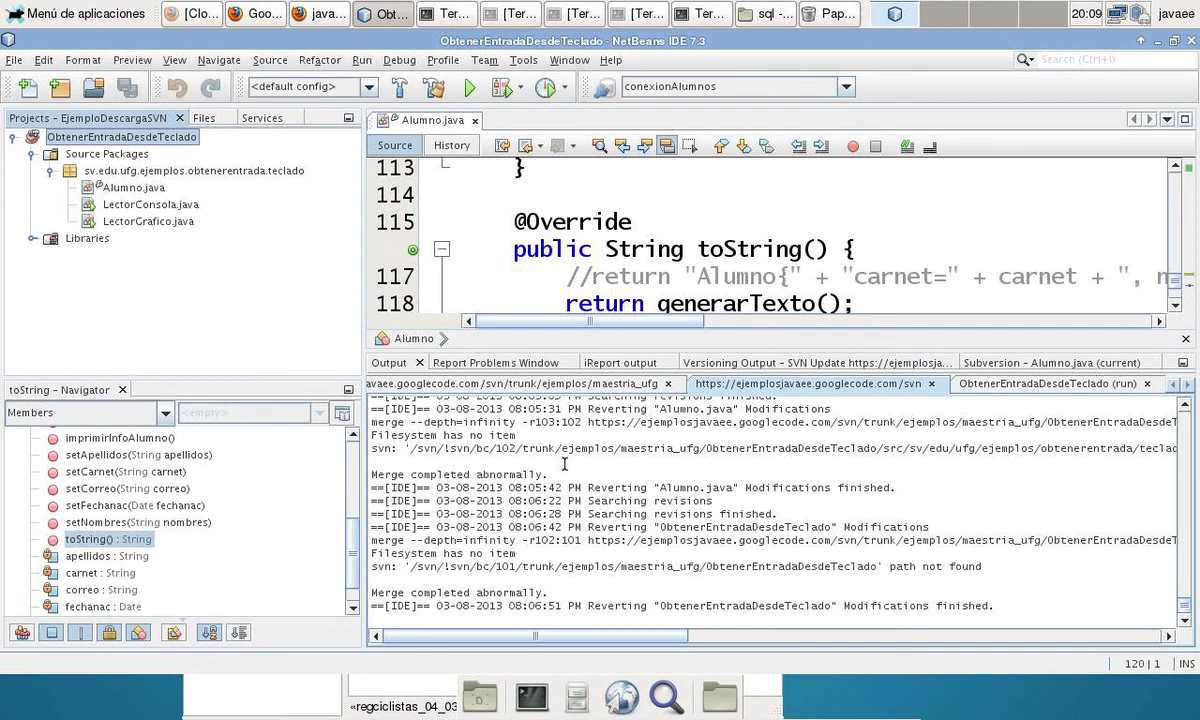 Menú de aplicaciones
[Clo...
Goo...
java...
Obt...
Ter...
[Ter...
[Ter...
[Ter...
Ter...
sql -...
Pap...
20:09
javaee
ObtenerEntradaDesdeTeclado - NetBeans IDE 7.3
File Edit Format Preview View Navigate Source Refactor Run Refactor Debug Profile Team Tools Window Help
Search (Ctrl+I)
<default config>
conexionAlumnos
Projects - EjemploDescargaSVN
Files
Services
Alumno.java
ObtenerEntradaDesdeTeclado
Source Packages
sv.edu.ufg.ejemplos.obtenerentrada.teclado
Alumno.java
LectorConsola.java
LectorGrafico.java
Libraries
Source
History
113 }
114
115 @Override
public String toString() {
117 //return "Alumno{" + "carnet=" + carnet + ", n
118 return generarTexto();
Alumno
toString - Navigator
Members
<empty>
imprimirInfoAlumno()
setApellidos(String apellidos)
setCarnet(String carnet)
setCorreo(String correo)
setFechanac(Date fechanac)
setNombres(String nombres)
toString() : String
apellidos : String
carnet : String
correo : String
fechanac : Date
Output
Report Problems Window
iReport output
Versioning Output - SVN Update https://ejemplosja...
Subversion - Alumno.java (current)
avaee.googlecode.com/svn/trunk/ejemplos/maestria_ufg
https://ejemplosjavaee.googlecode.com/svn
ObtenerEntradaDesdeTeclado (run)
==[IDE]== 03-08-2013 08:05:31 PM Reverting "Alumno.java" Modifications
merge --depth=infinity -r103:102 https://ejemplosjavaee.googlecode.com/svn/trunk/ejemplos/maestria_ufg/ObtenerEntradaDesdeT
Filesystem has no item
svn: '/svn/!svn/bc/102/trunk/ejemplos/maestria_ufg/ObtenerEntradaDesdeTeclado/src/sv/edu/ufg/ejemplos/obtenerentrada/teclad
Merge completed abnormally.
==[IDE]== 03-08-2013 08:05:42 PM Reverting "Alumno.java" Modifications finished.
==[IDE]== 03-08-2013 08:06:22 PM Searching revisions
==[IDE]== 03-08-2013 08:06:28 PM Searching revisions finished.
==[IDE]== 03-08-2013 08:06:42 PM Reverting "ObtenerEntradaDesdeTeclado" Modifications
merge --depth=infinity -r102:101 https://ejemplosjavaee.googlecode.com/svn/trunk/ejemplos/maestria_ufg/ObtenerEntradaDesdeT
Filesystem has no item
svn: '/svn/!svn/bc/101/trunk/ejemplos/maestria_ufg/ObtenerEntradaDesdeTeclado' path not found
Merge completed abnormally.
==[IDE]== 03-08-2013 08:06:51 PM Reverting "ObtenerEntradaDesdeTeclado" Modifications finished.
120 | 1
INS
«regciclistas_04_03